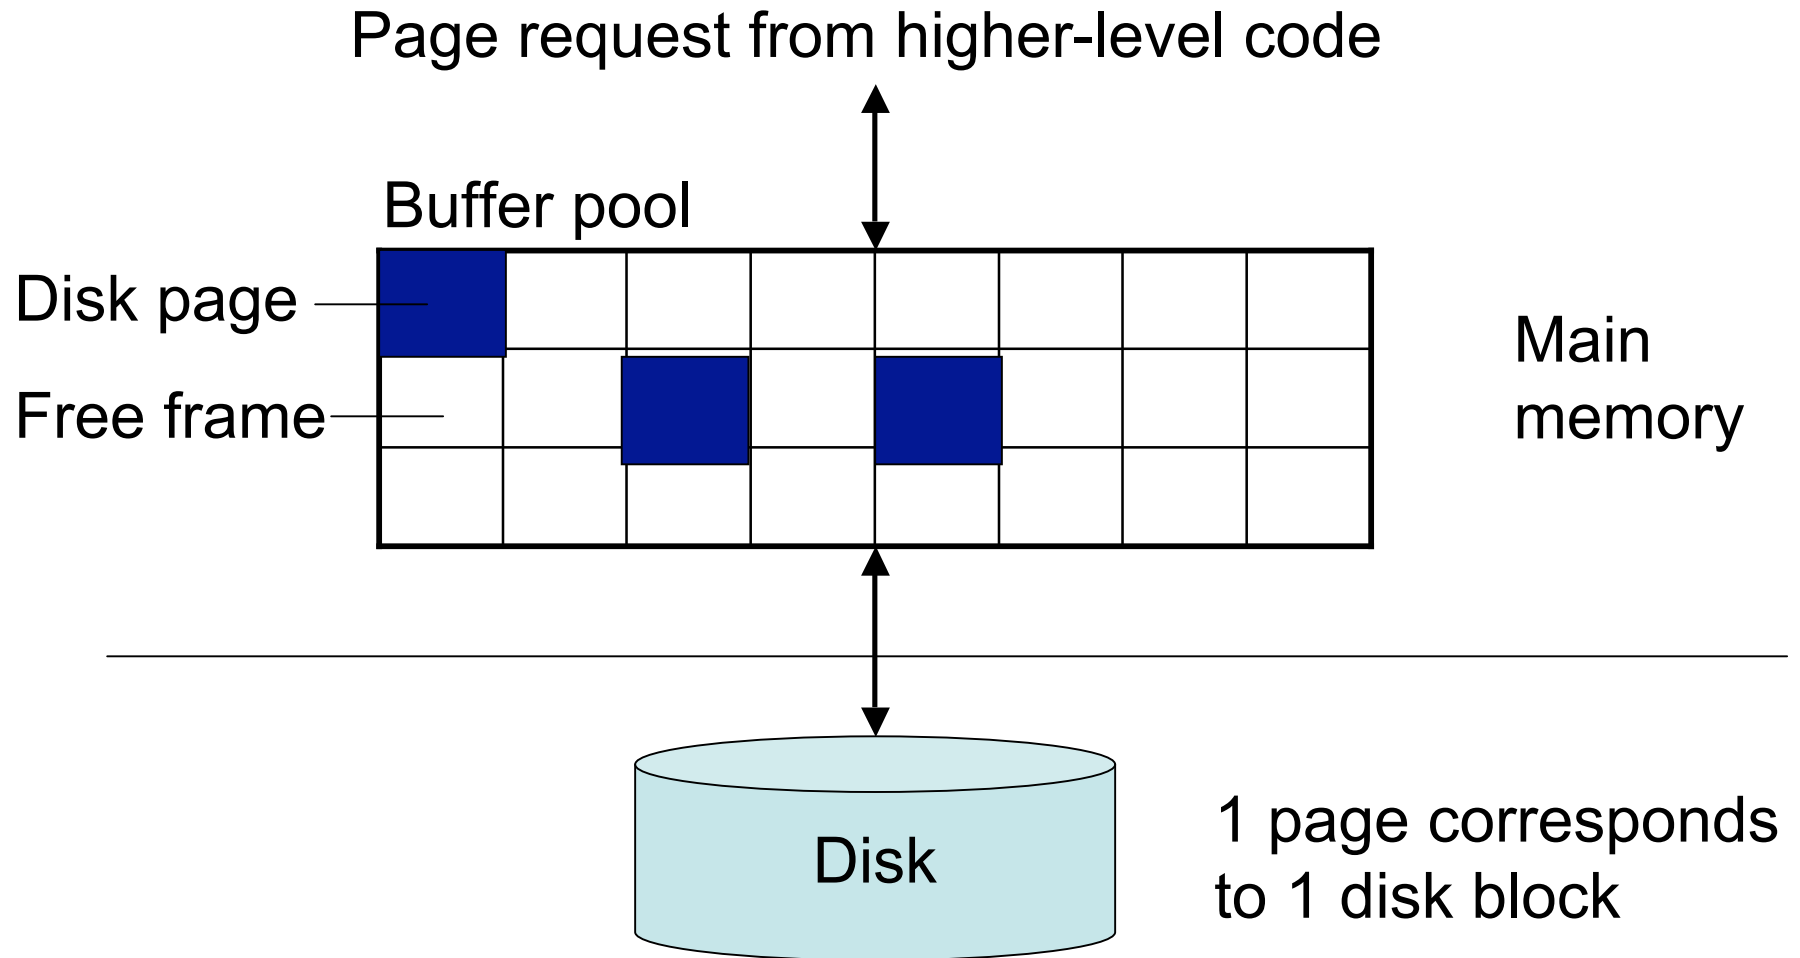 Page request from higher-level code
Buffer pool
Disk page
Free frame
Main
memory
Disk
1 page corresponds
to 1 disk block